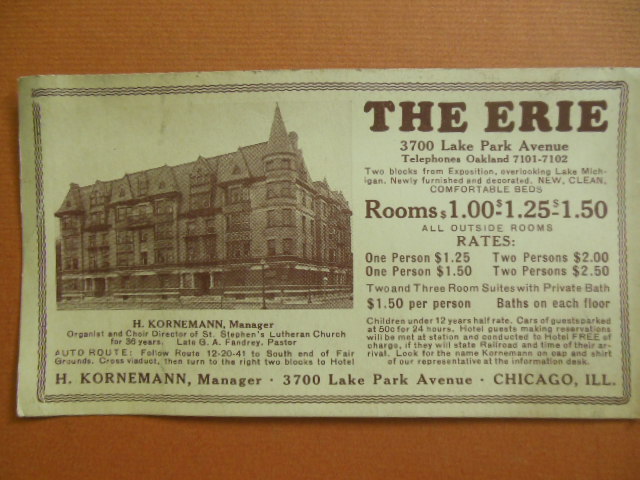 THE ERIE
3700 Lake Park Avenue
Telephones Oakland 7101-7102
Two blocks from Exposition, overlooking Lake Mich-
igan. Newly furnished and decorated. NEW, CLEAN,
COMFORTABLE BEDS
Rooms $1.00-$1.25-$1.50
ALL OUTSIDE ROOMS
RATES:
One Person $1.25 Two Persons $2.00
One Person $1.50 Two Persons $2.50
Two and Three Room Suites with Private Bath
$1.50 per person Baths on each floor
Children under 12 years half rate. Cars of guests parked
at 50c for 24 hours. Hotel guests making reservations
will be met at station and conducted to Hotel FREE of
charge, if they will state Railroad and time of their ar-
rival. Look for the name Kornemann on cap and shirt
of our representative at the information desk.
H. KORNEMANN, Manager
Organist and Choir Director of St. Stephen's Lutheran Church
for 36 years. Late G. A. Fandrey, Pastor
AUTO ROUTE: Follow Route 12-20-41 to South end of Fair
Grounds. Cross viaduct, then turn to the right two blocks to Hotel
H. KORNEMANN, Manager · 3700 Lake Park Avenue · CHICAGO, ILL.